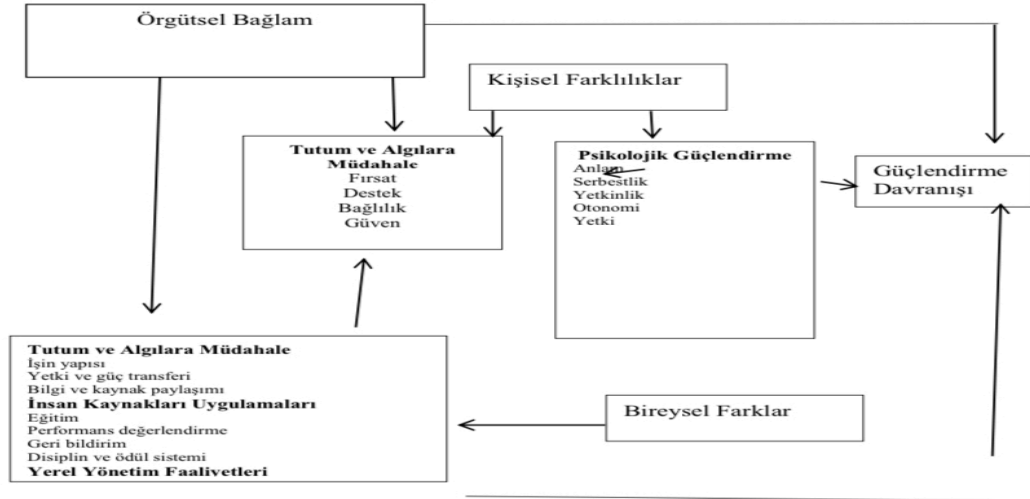 Örgütsel Bağlam
Kişisel Farklılıklar
Tutum ve Algılara
Müdahale
Fırsat
Destek
Bağlılık
Güven
Psikolojik Güçlendirme
Anlam
Serbestlik
Yetkinlik
Otonomi
Yetki
Güçlendirme
Davranışı
Tutum ve Algılara Müdahale
İşin yapısı
Yetki ve güç transferi
Bilgi ve kaynak paylaşımı
İnsan Kaynakları Uygulamaları
Eğitim
Performans değerlendirme
Geri bildirim
Disiplin ve ödül sistemi
Yerel Yönetim Faaliyetleri
Bireysel Farklar